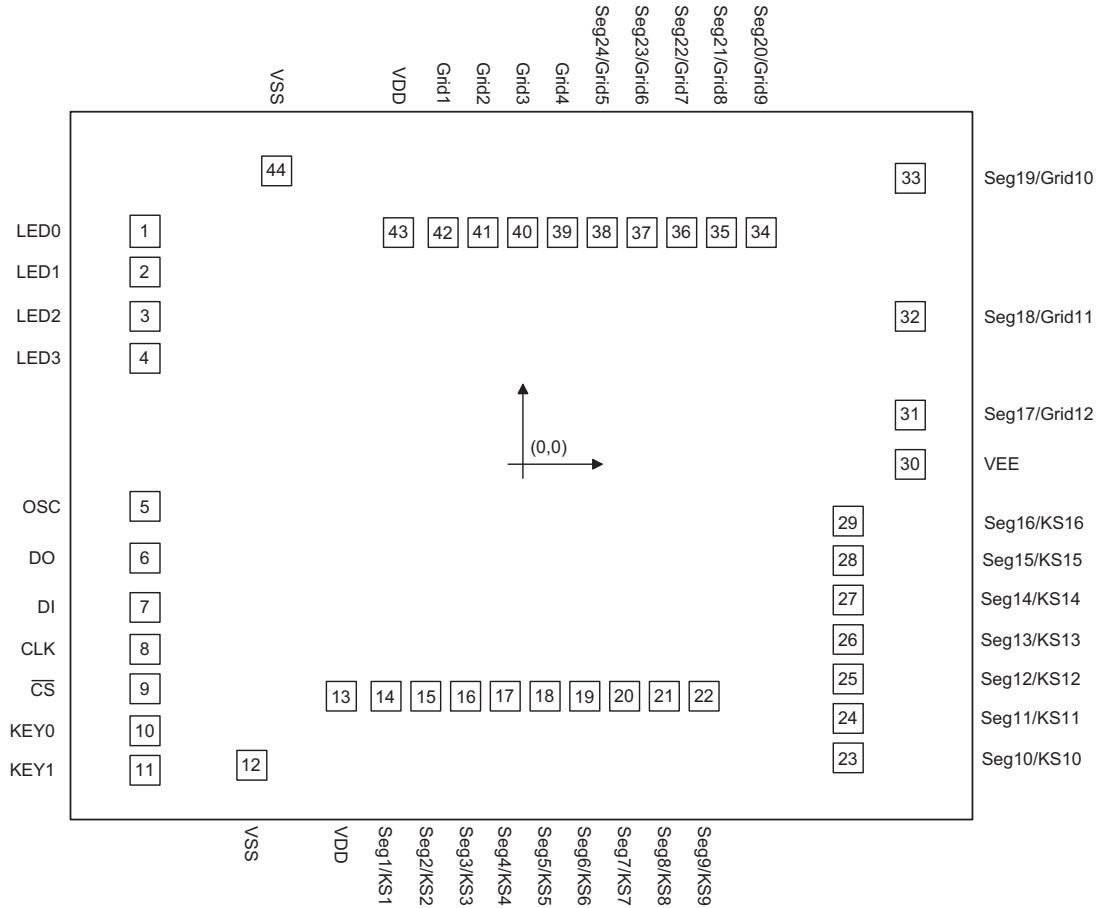 VSS
VDD
Grid1
Grid2
Grid3
Grid4
Seg24/Grid5
Seg23/Grid6
Seg22/Grid7
Seg21/Grid8
Seg20/Grid9
44
33
Seg19/Grid10
LED0
1
43
42
41
40
39
38
37
36
35
34
LED1
2
LED2
3
32
Seg18/Grid11
LED3
4
31
Seg17/Grid12
(0,0)
30
VEE
OSC
5
29
Seg16/KS16
DO
6
28
Seg15/KS15
DI
7
27
Seg14/KS14
CLK
8
26
Seg13/KS13
C̅S̅
9
25
Seg12/KS12
13
14
15
16
17
18
19
20
21
22
KEY0
10
24
Seg11/KS11
KEY1
11
12
23
Seg10/KS10
VSS
VDD
Seg1/KS1
Seg2/KS2
Seg3/KS3
Seg4/KS4
Seg5/KS5
Seg6/KS6
Seg7/KS7
Seg8/KS8
Seg9/KS9